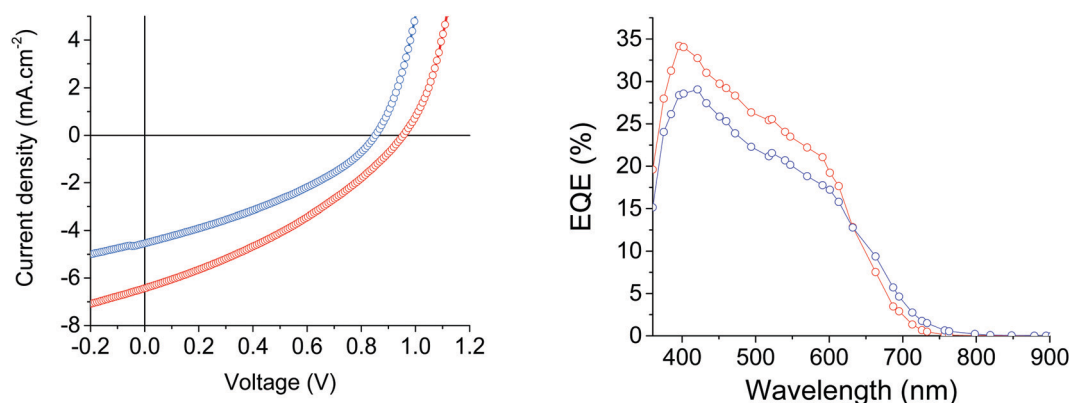 4
2
0
-2
-4
-6
-8
-0.2 0.0 0.2 0.4 0.6 0.8 1.0 1.2
Voltage (V)
Current density (mA.cm-2)
35
30
25
20
15
10
5
0
400 500 600 700 800 900
Wavelength (nm)
EQE (%)